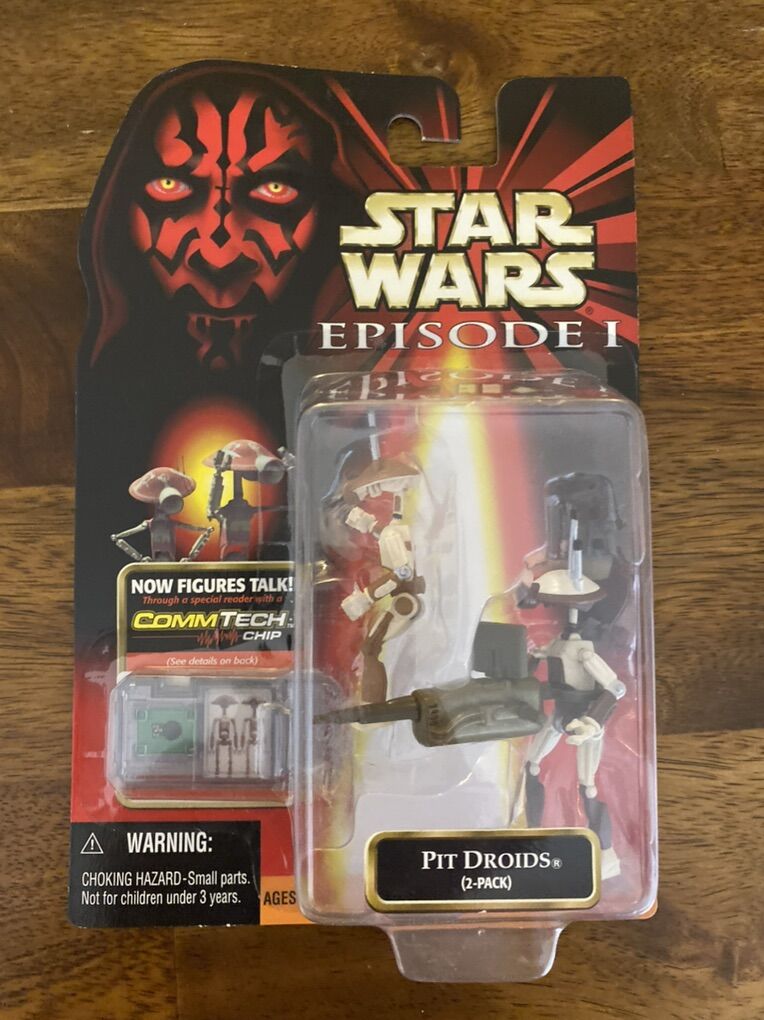 STAR
WARS®
EPISODE I
NOW FIGURES TALK!
Through a special reader with a
COMMTECH™
CHIP
(See details on back)
⚠ WARNING:
CHOKING HAZARD-Small parts.
Not for children under 3 years.
AGES
PIT DROIDS®
(2-PACK)